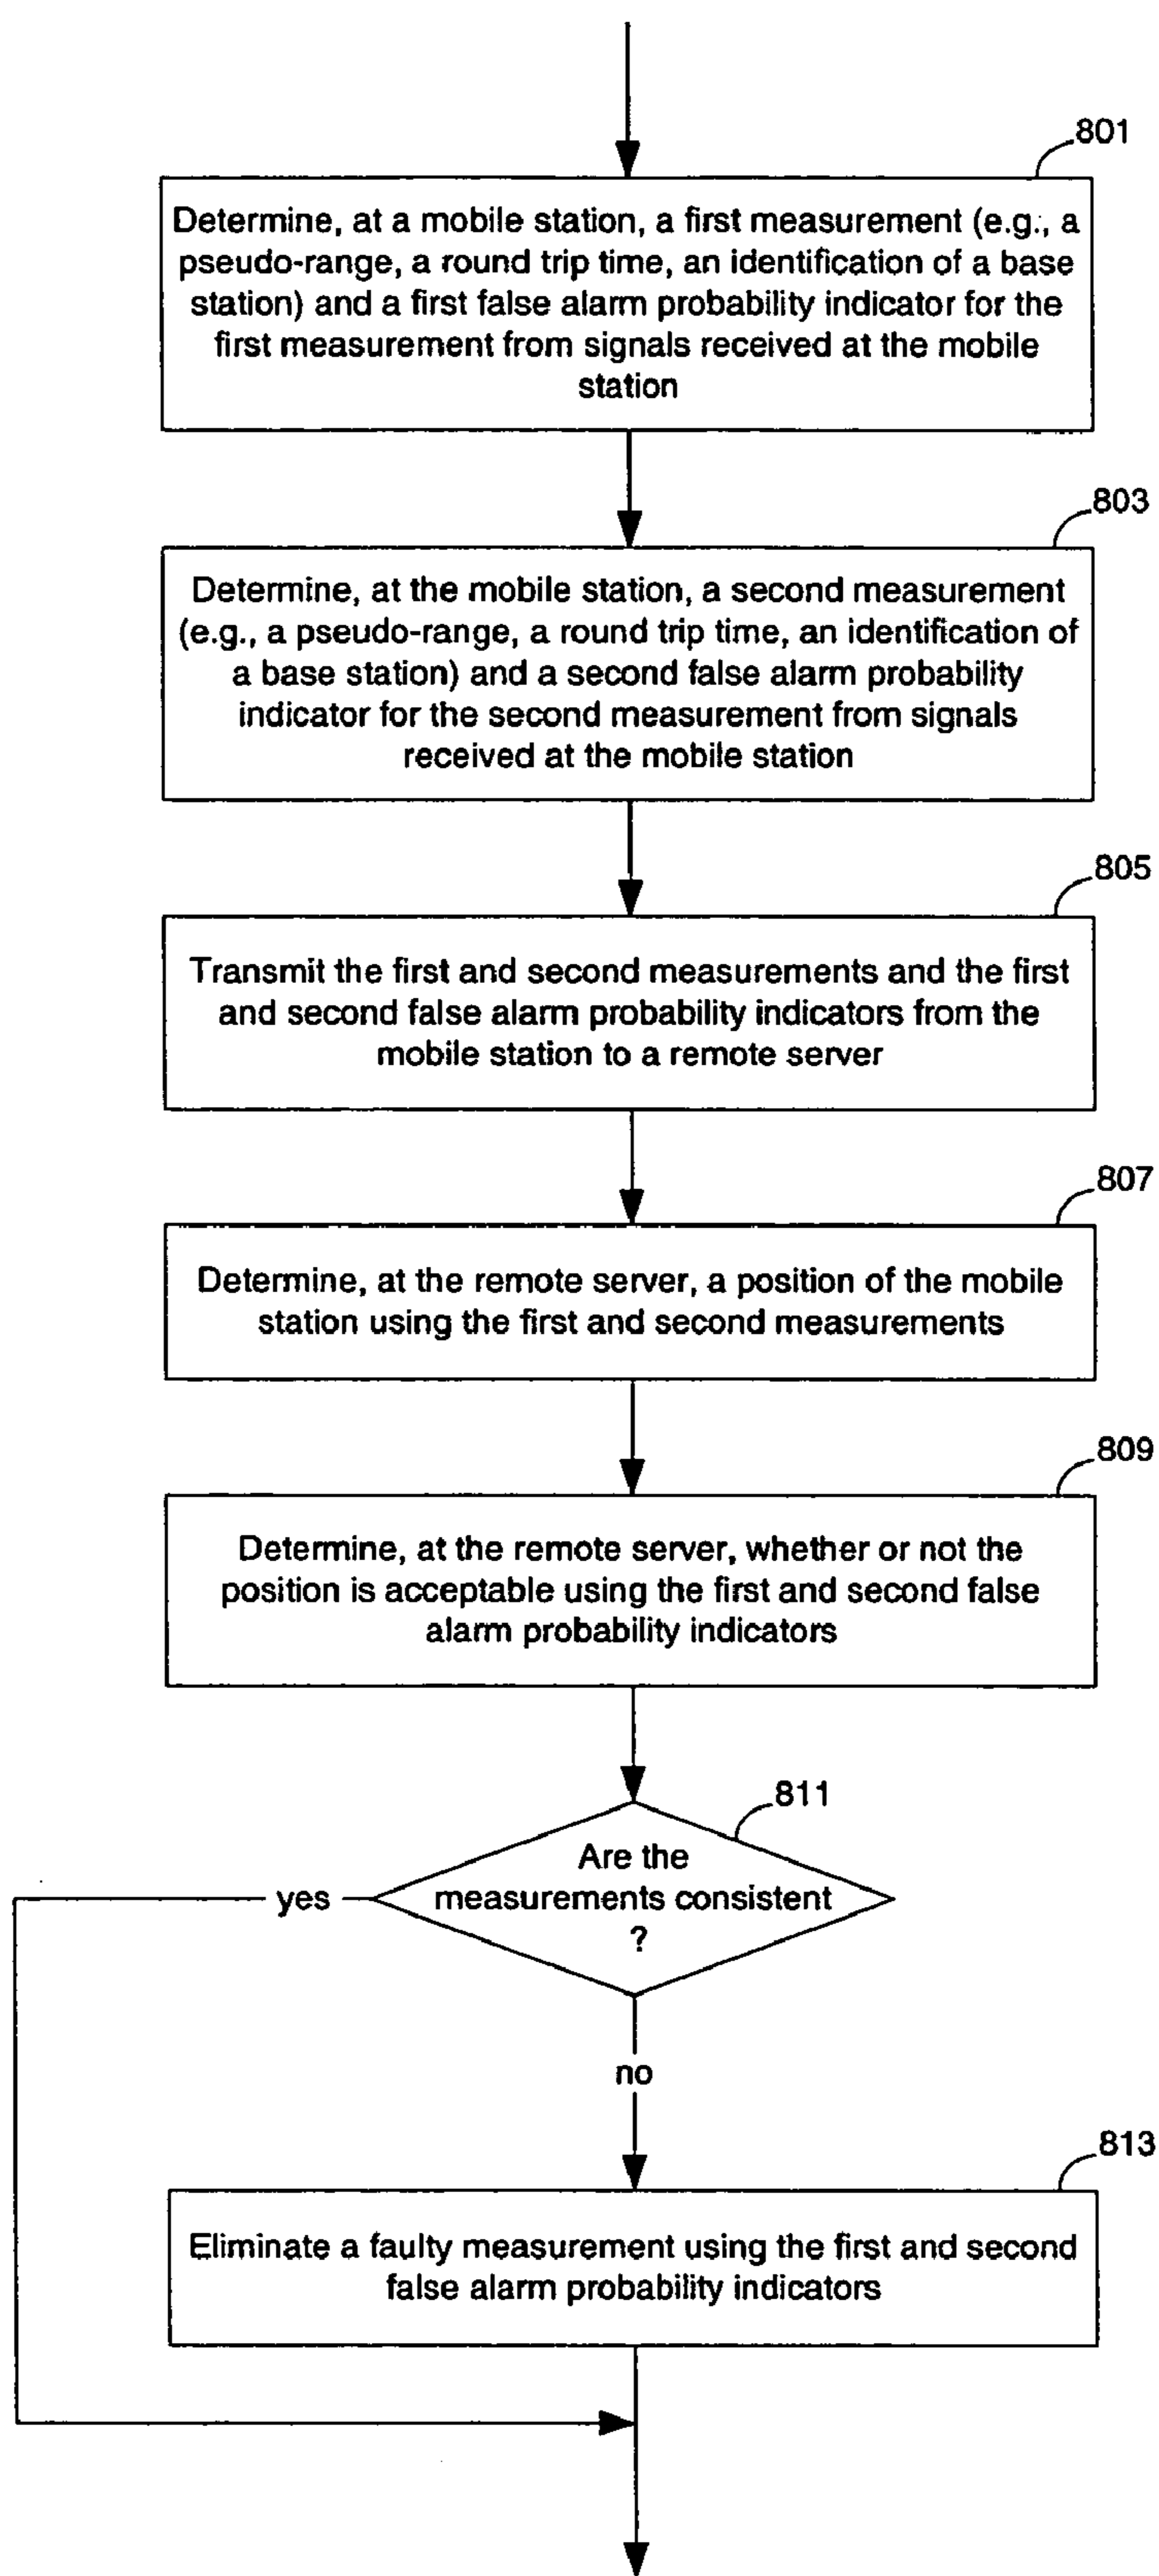 801
Determine, at a mobile station, a first measurement (e.g., a
pseudo-range, a round trip time, an identification of a base
station) and a first false alarm probability indicator for the
first measurement from signals received at the mobile
station
803
Determine, at the mobile station, a second measurement
(e.g., a pseudo-range, a round trip time, an identification of
a base station) and a second false alarm probability
indicator for the second measurement from signals
received at the mobile station
805
Transmit the first and second measurements and the first
and second false alarm probability indicators from the
mobile station to a remote server
807
Determine, at the remote server, a position of the mobile
station using the first and second measurements
809
Determine, at the remote server, whether or not the
position is acceptable using the first and second false
alarm probability indicators
811
Are the
yes measurements consistent
?
no
813
Eliminate a faulty measurement using the first and second
false alarm probability indicators